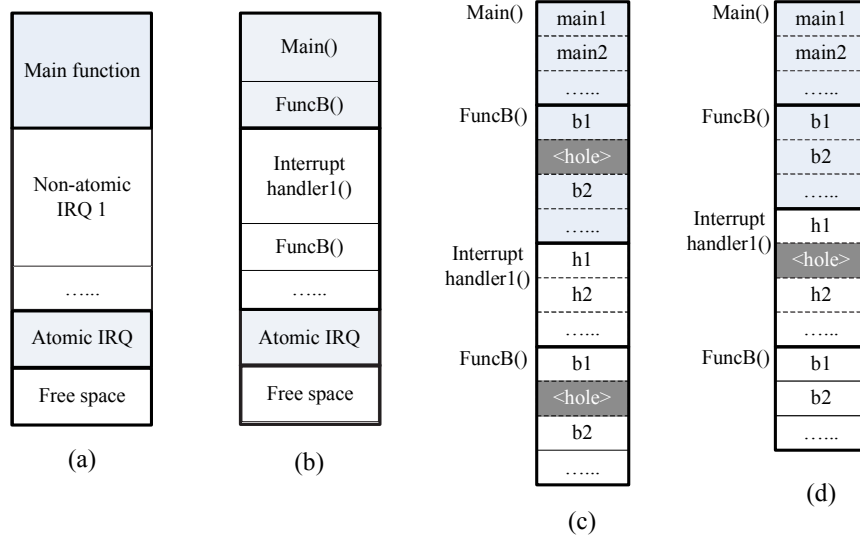 Main function
Non-atomic
IRQ 1
…...
Atomic IRQ
Free space
(a)
Main()
FuncB()
Interrupt
handler1()
FuncB()
…...
Atomic IRQ
Free space
(b)
Main()
main1
main2
…...
FuncB()
b1
<hole>
b2
…...
Interrupt
handler1()
h1
h2
…...
FuncB()
b1
<hole>
b2
…...
(c)
Main()
main1
main2
…...
FuncB()
b1
b2
…...
Interrupt
handler1()
h1
<hole>
h2
…...
FuncB()
b1
b2
…...
(d)